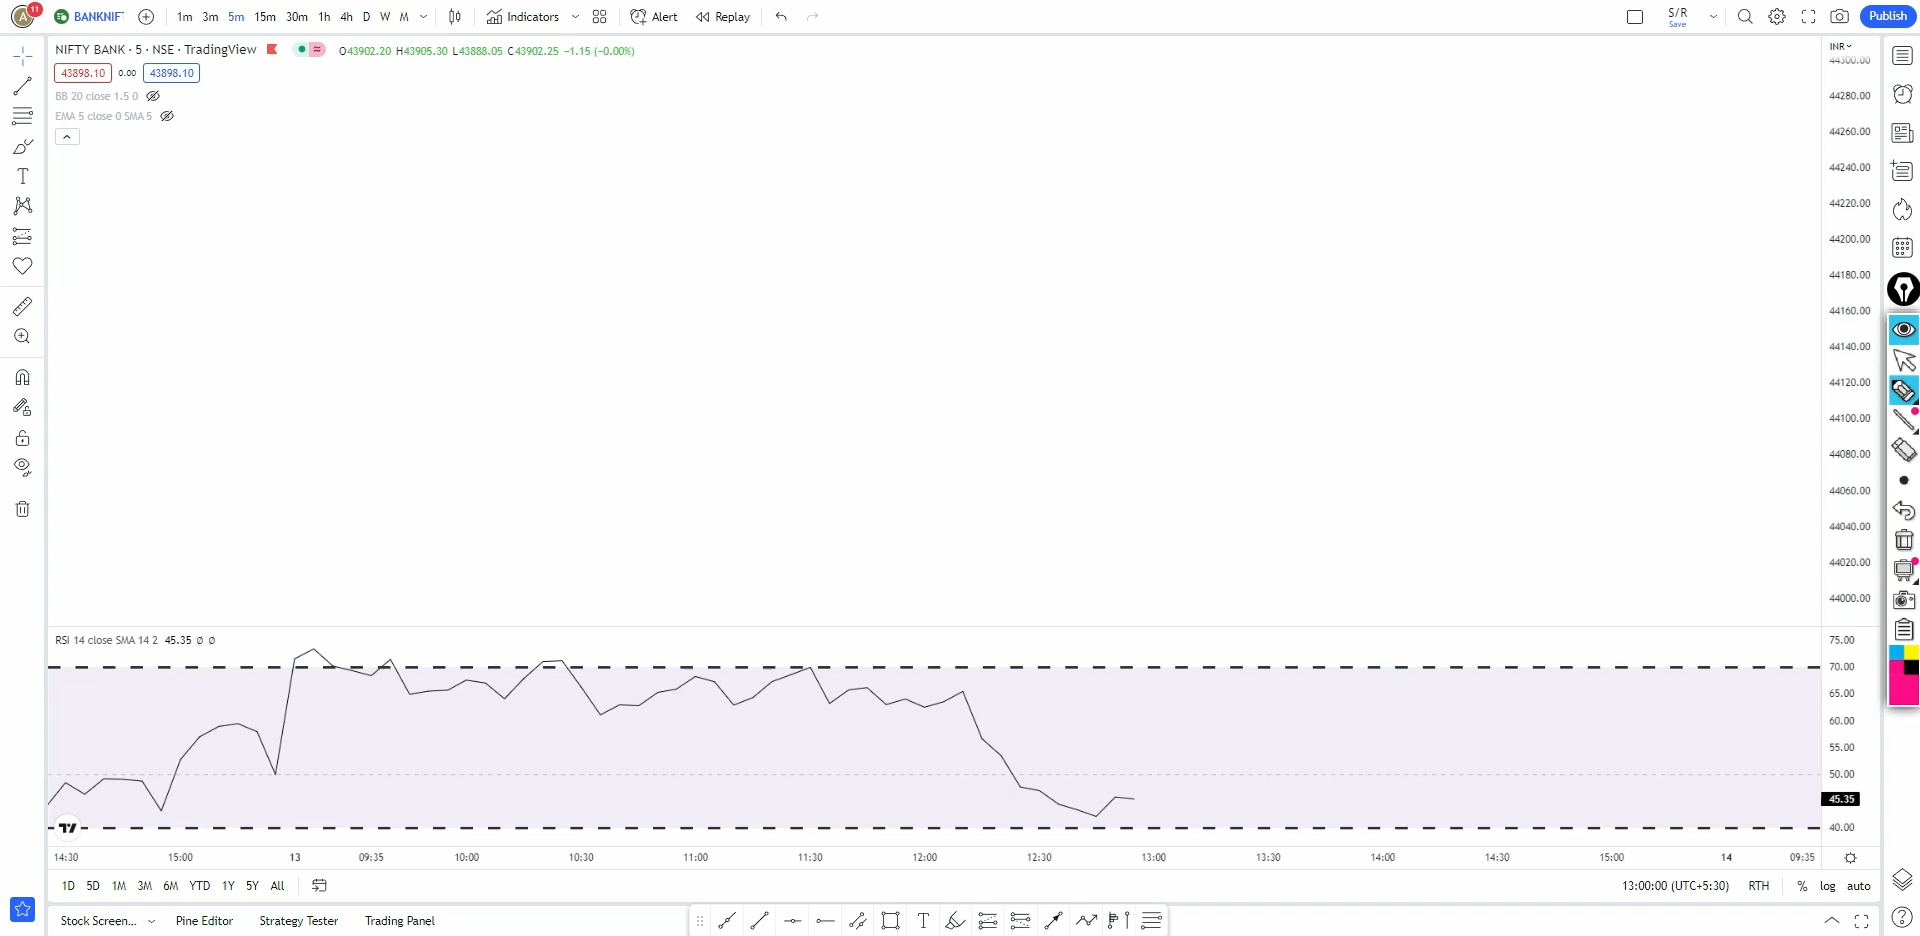 A 11 BANKNIFT 1m 3m 5m 15m 30m 1h 4h D W M Indicators Alert Replay S/R Save Publish
NIFTY BANK · 5 · NSE · TradingView O43902.20 H43905.30 L43888.05 C43902.25 −1.15 (−0.00%) INR
43898.10 0.00 43898.10
BB 20 close 1.5 0
EMA 5 close 0 SMA 5
44300.00
44280.00
44260.00
44240.00
44220.00
44200.00
44180.00
44160.00
44140.00
44120.00
44100.00
44080.00
44060.00
44040.00
44020.00
44000.00
RSI 14 close SMA 14 2 45.35 ∅ ∅
75.00
70.00
65.00
60.00
55.00
50.00
45.35
40.00
14:30 15:00 13 09:35 10:00 10:30 11:00 11:30 12:00 12:30 13:00 13:30 14:00 14:30 15:00 14 09:35
1D 5D 1M 3M 6M YTD 1Y 5Y All 13:00:00 (UTC+5:30) RTH % log auto
Stock Screen... Pine Editor Strategy Tester Trading Panel